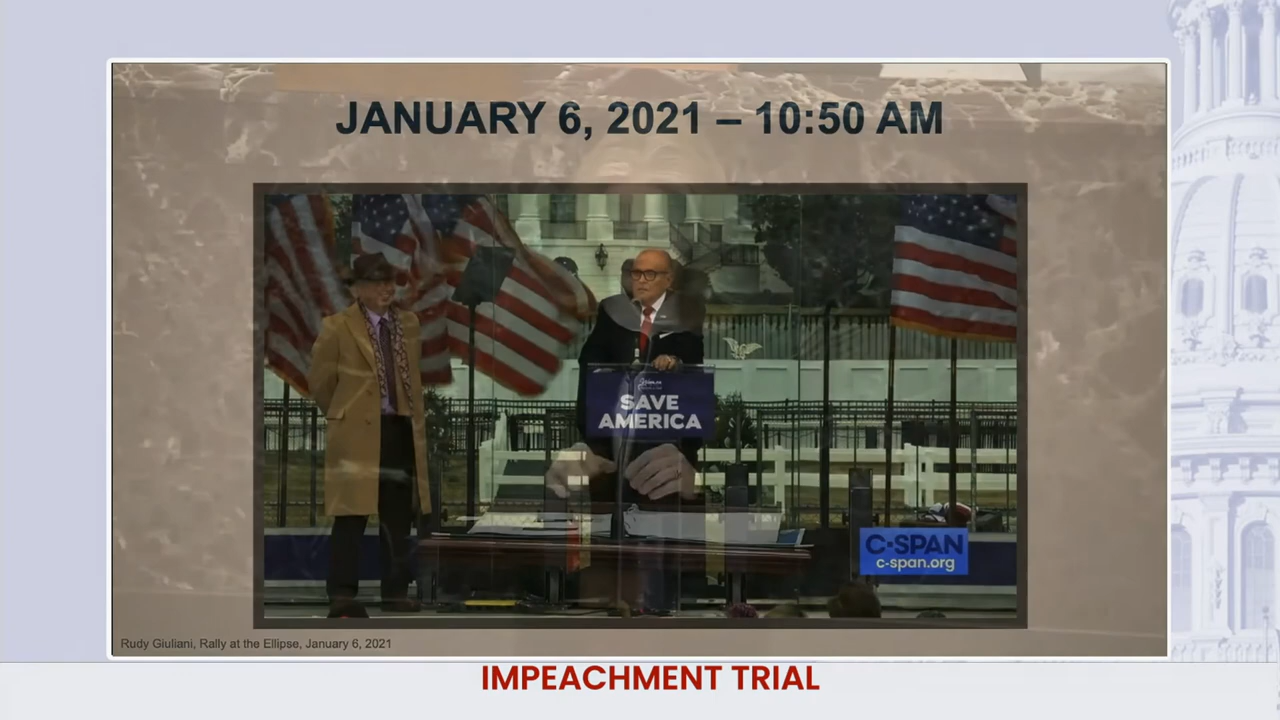 JANUARY 6, 2021 – 10:50 AM
SAVE
AMERICA
C-SPAN
c-span.org
Rudy Giuliani, Rally at the Ellipse, January 6, 2021
IMPEACHMENT TRIAL